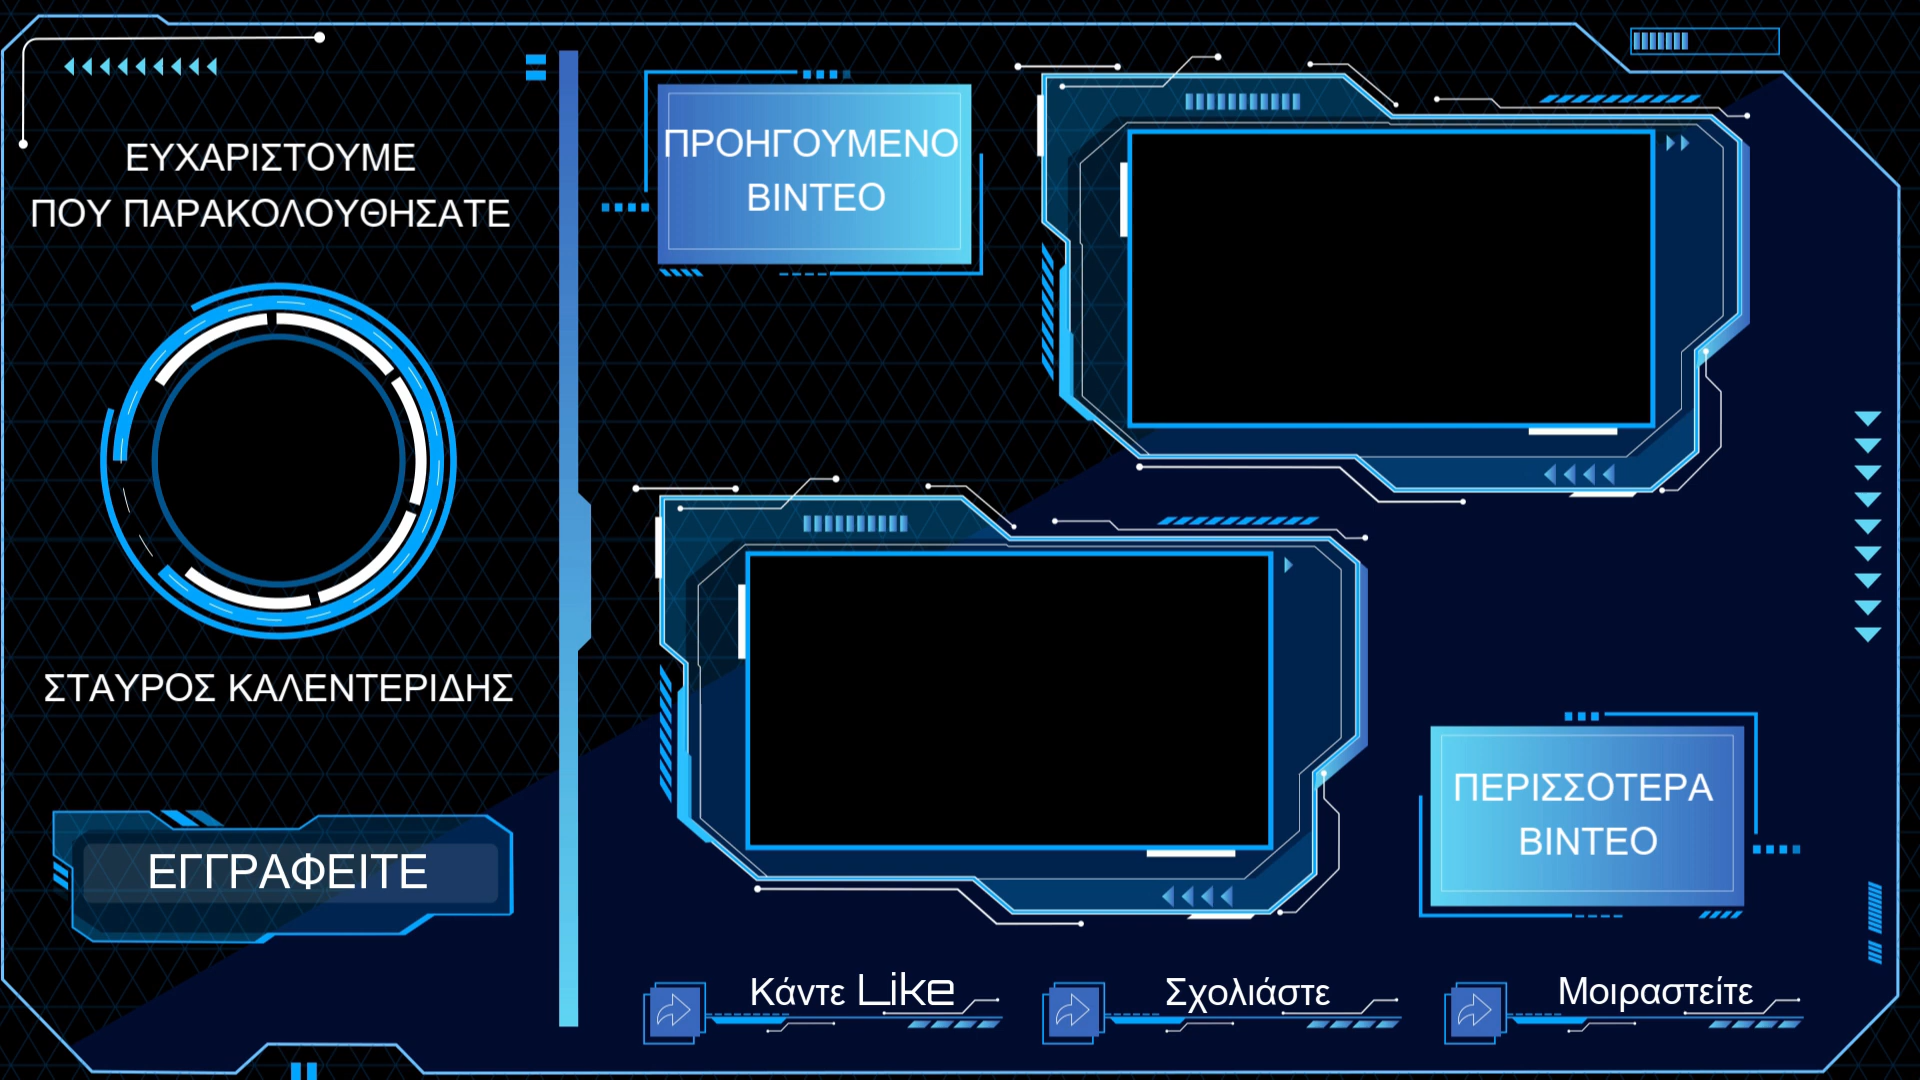 ΕΥΧΑΡΙΣΤΟΥΜΕ
ΠΟΥ ΠΑΡΑΚΟΛΟΥΘΗΣΑΤΕ
ΣΤΑΥΡΟΣ ΚΑΛΕΝΤΕΡΙΔΗΣ
ΕΓΓΡΑΦΕΙΤΕ
ΠΡΟΗΓΟΥΜΕΝΟ
ΒΙΝΤΕΟ
ΠΕΡΙΣΣΟΤΕΡΑ
ΒΙΝΤΕΟ
Κάντε Like
Σχολιάστε
Μοιραστείτε